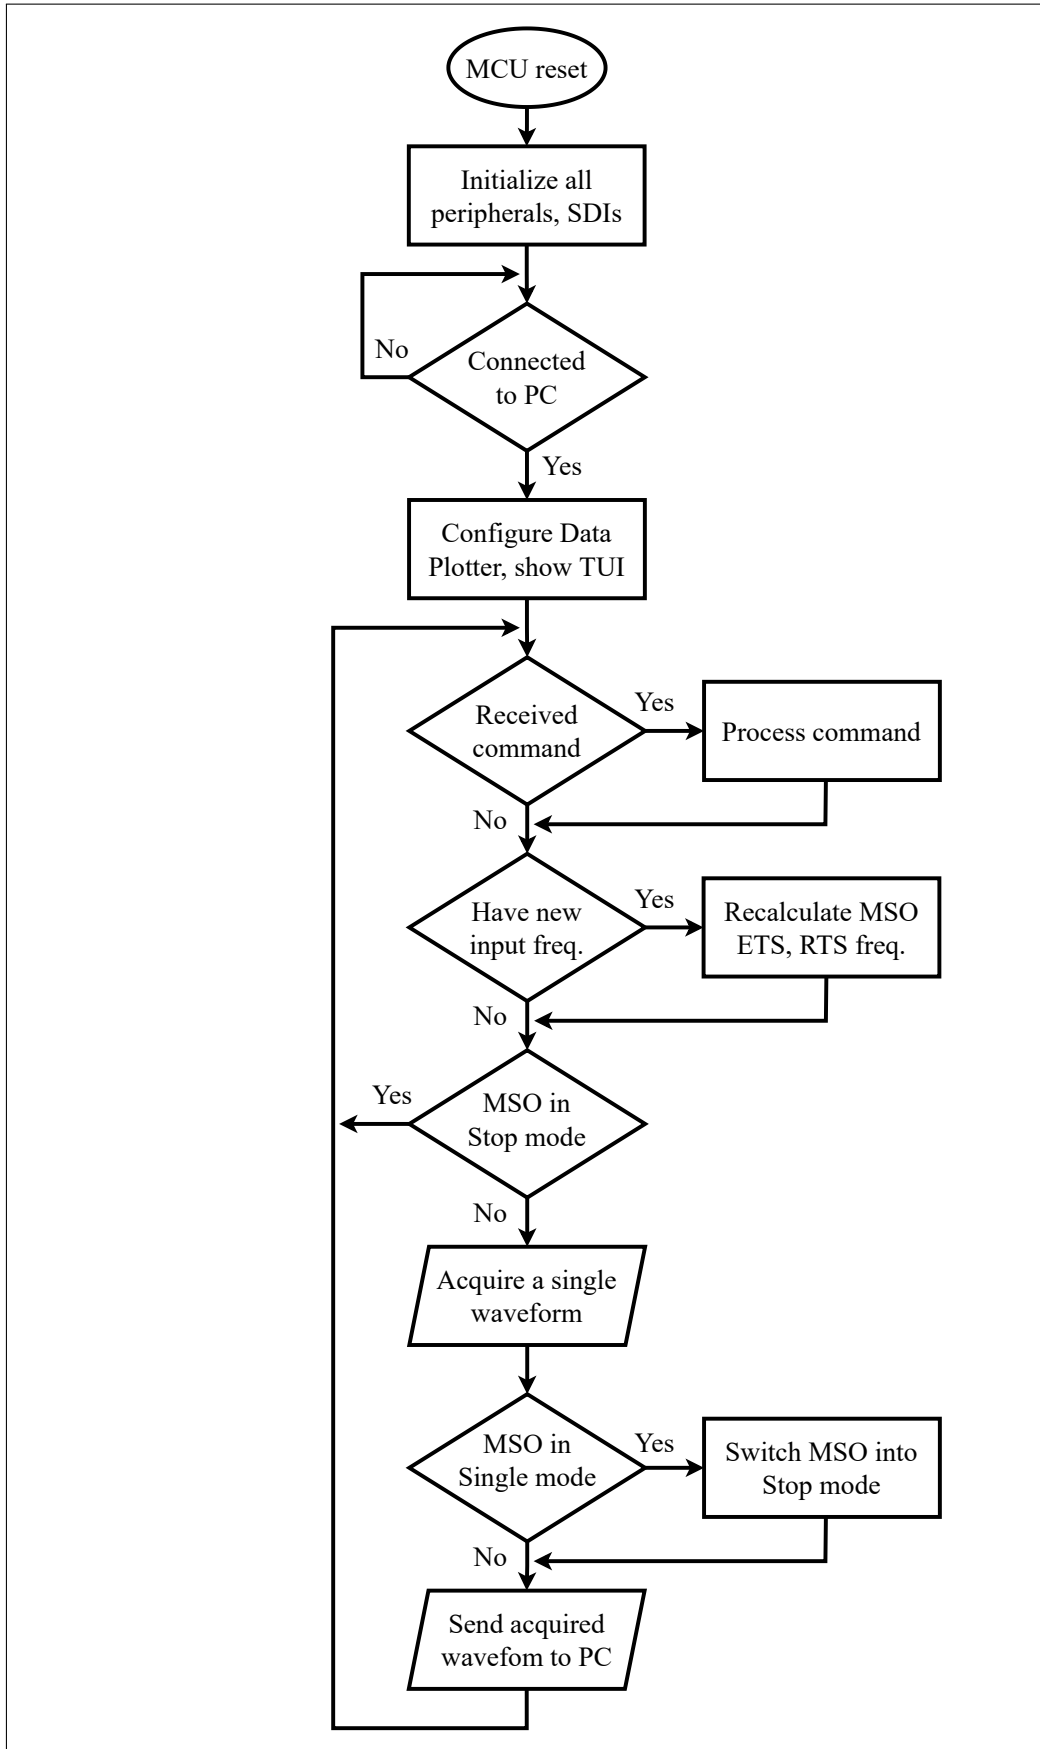 MCU reset
Initialize all
peripherals, SDIs
No
Connected
to PC
Yes
Configure Data
Plotter, show TUI
Received
command
Yes
Process command
No
Have new
input freq.
Yes
Recalculate MSO
ETS, RTS freq.
No
Yes
MSO in
Stop mode
No
Acquire a single
waveform
MSO in
Single mode
Yes
Switch MSO into
Stop mode
No
Send acquired
wavefom to PC